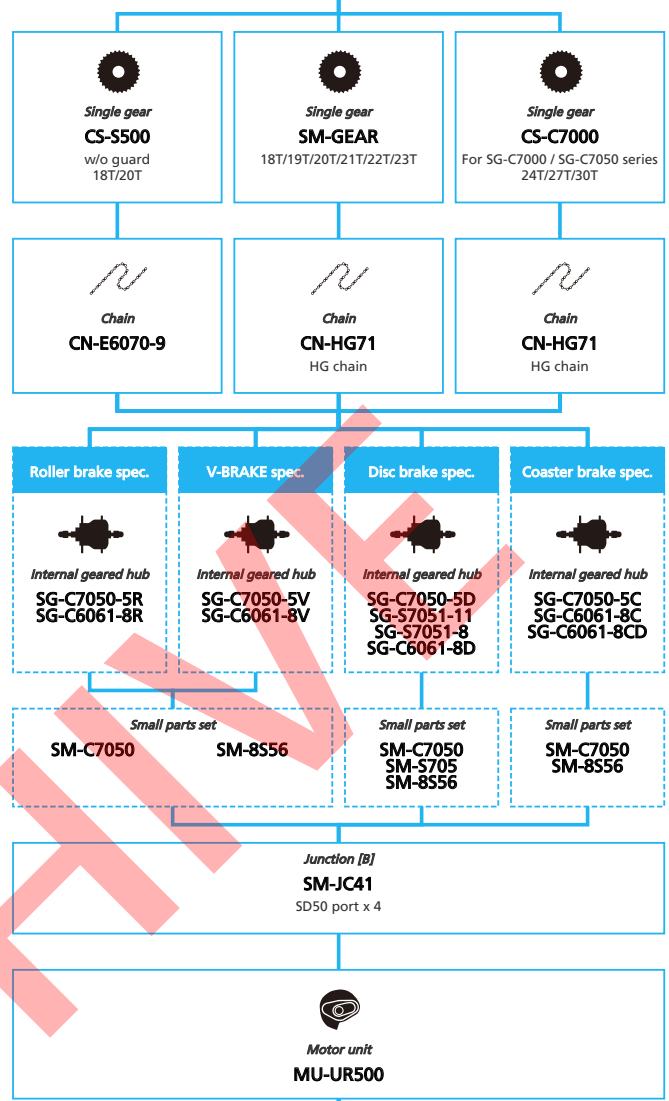 Single gear
CS-S500
w/o guard
18T/20T
Single gear
SM-GEAR
18T/19T/20T/21T/22T/23T
Single gear
CS-C7000
For SG-C7000 / SG-C7050 series
24T/27T/30T
Chain
CN-E6070-9
Chain
CN-HG71
HG chain
Chain
CN-HG71
HG chain
Roller brake spec.
Internal geared hub
SG-C7050-5R
SG-C6061-8R
V-BRAKE spec.
Internal geared hub
SG-C7050-5V
SG-C6061-8V
Disc brake spec.
Internal geared hub
SG-C7050-5D
SG-S7051-11
SG-S7051-8
SG-C6061-8D
Coaster brake spec.
Internal geared hub
SG-C7050-5C
SG-C6061-8C
SG-C6061-8CD
Small parts set
SM-C7050 SM-8S56
Small parts set
SM-C7050
SM-S705
SM-8S56
Small parts set
SM-C7050
SM-8S56
Junction [B]
SM-JC41
SD50 port x 4
Motor unit
MU-UR500
HIVE